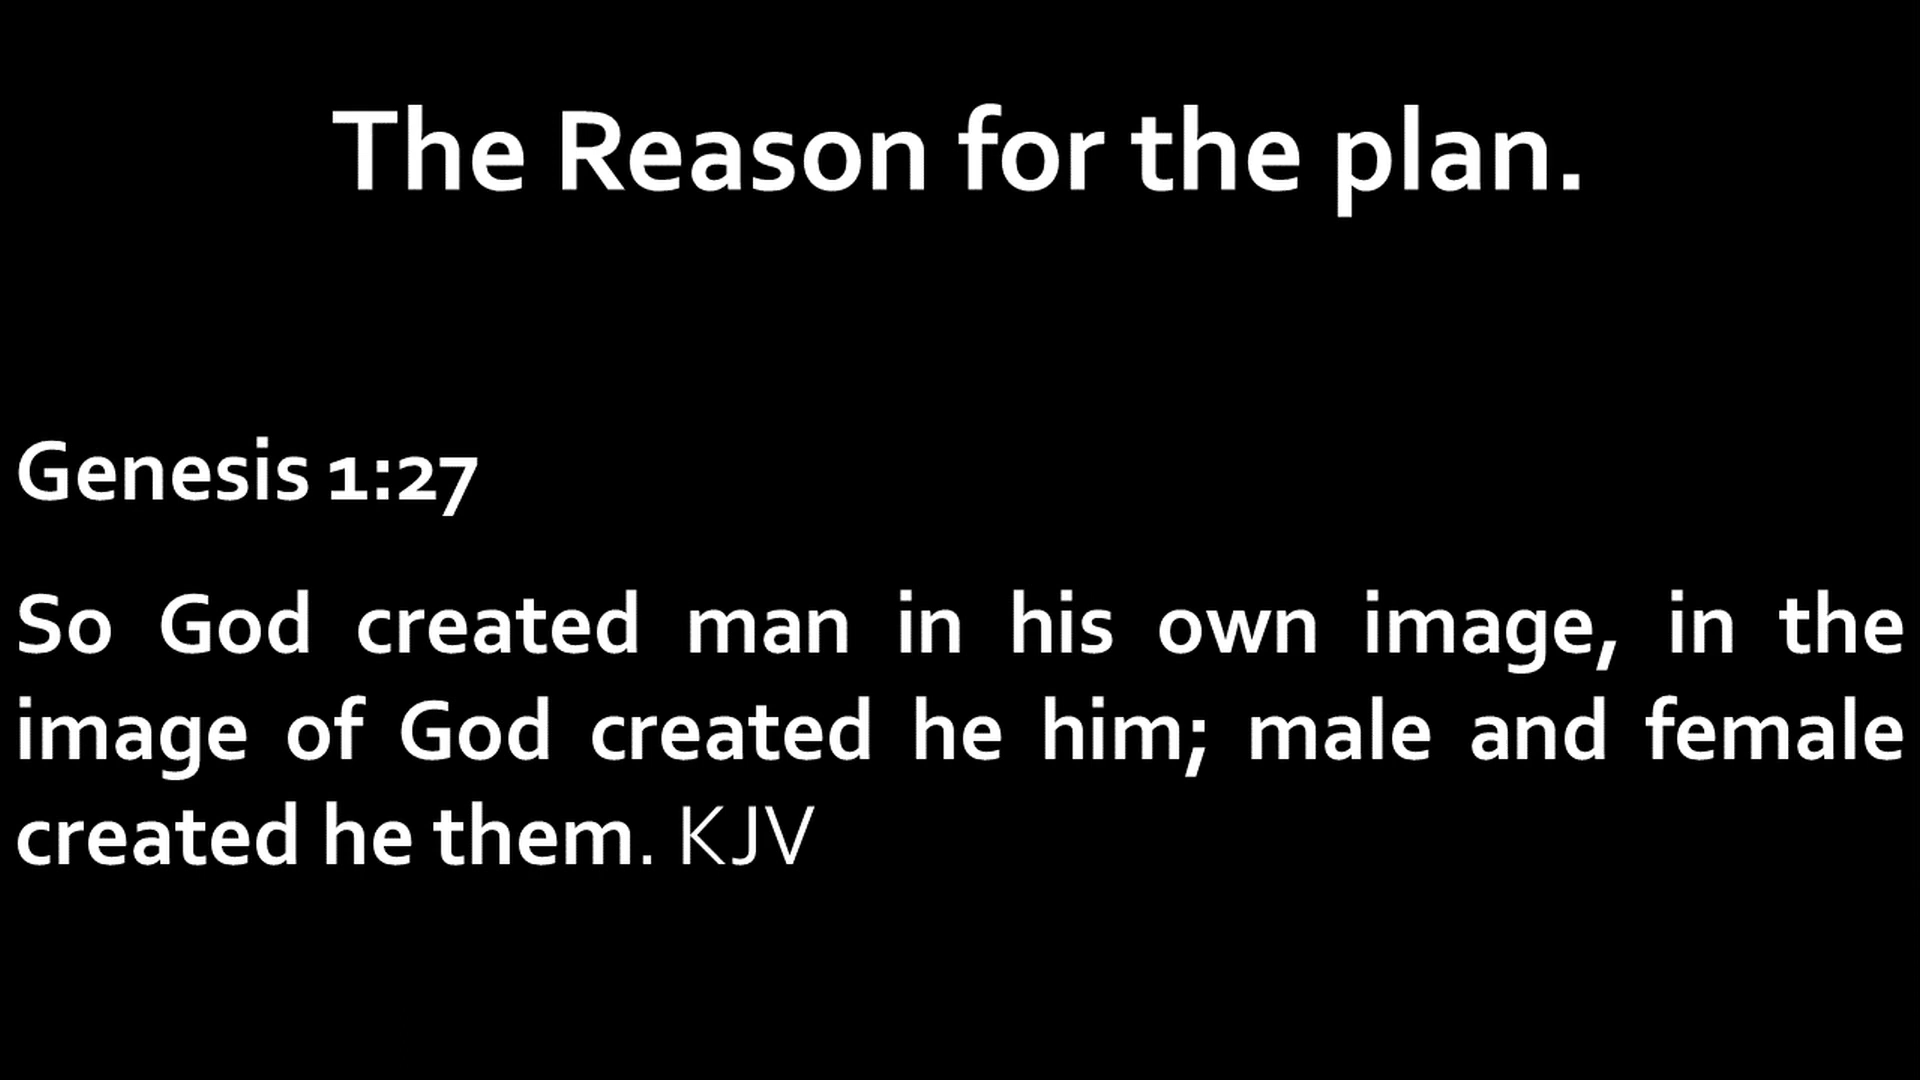 The Reason for the plan.
Genesis 1:27
So God created man in his own image, in the
image of God created he him; male and female
created he them. KJV